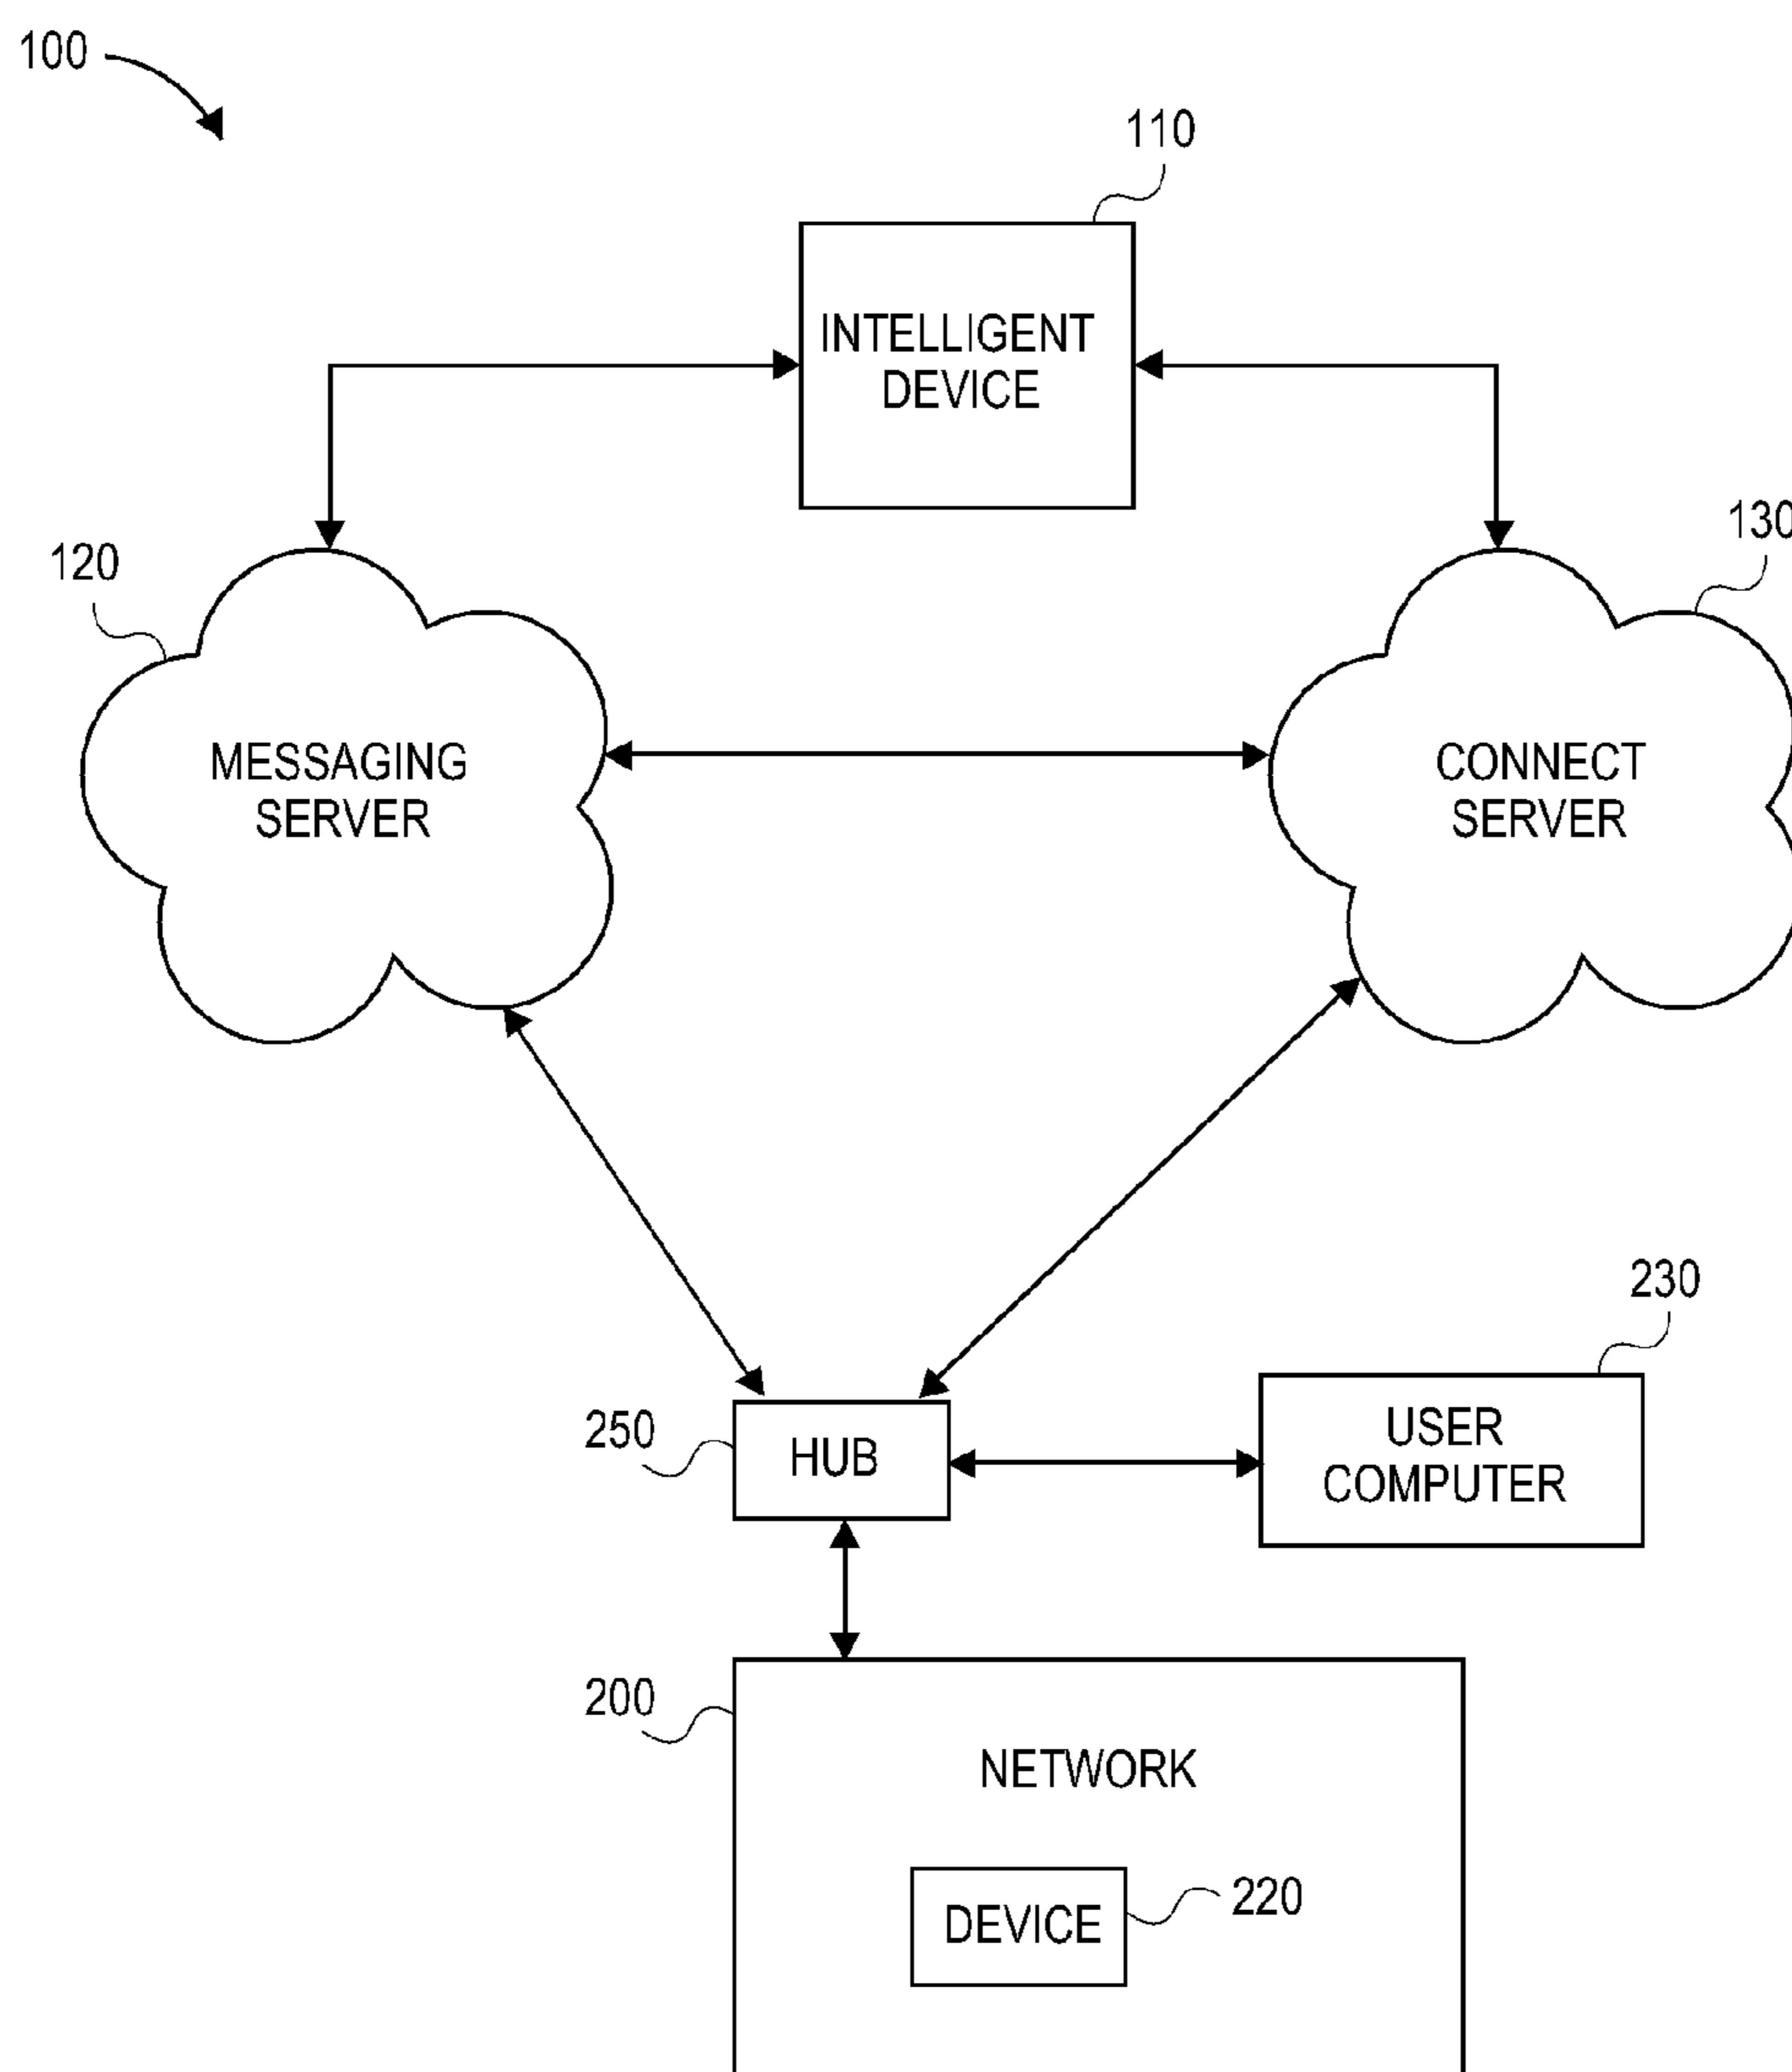 100
110
INTELLIGENT
DEVICE
120
130
MESSAGING
SERVER
CONNECT
SERVER
230
250
HUB
USER
COMPUTER
200
NETWORK
DEVICE
220